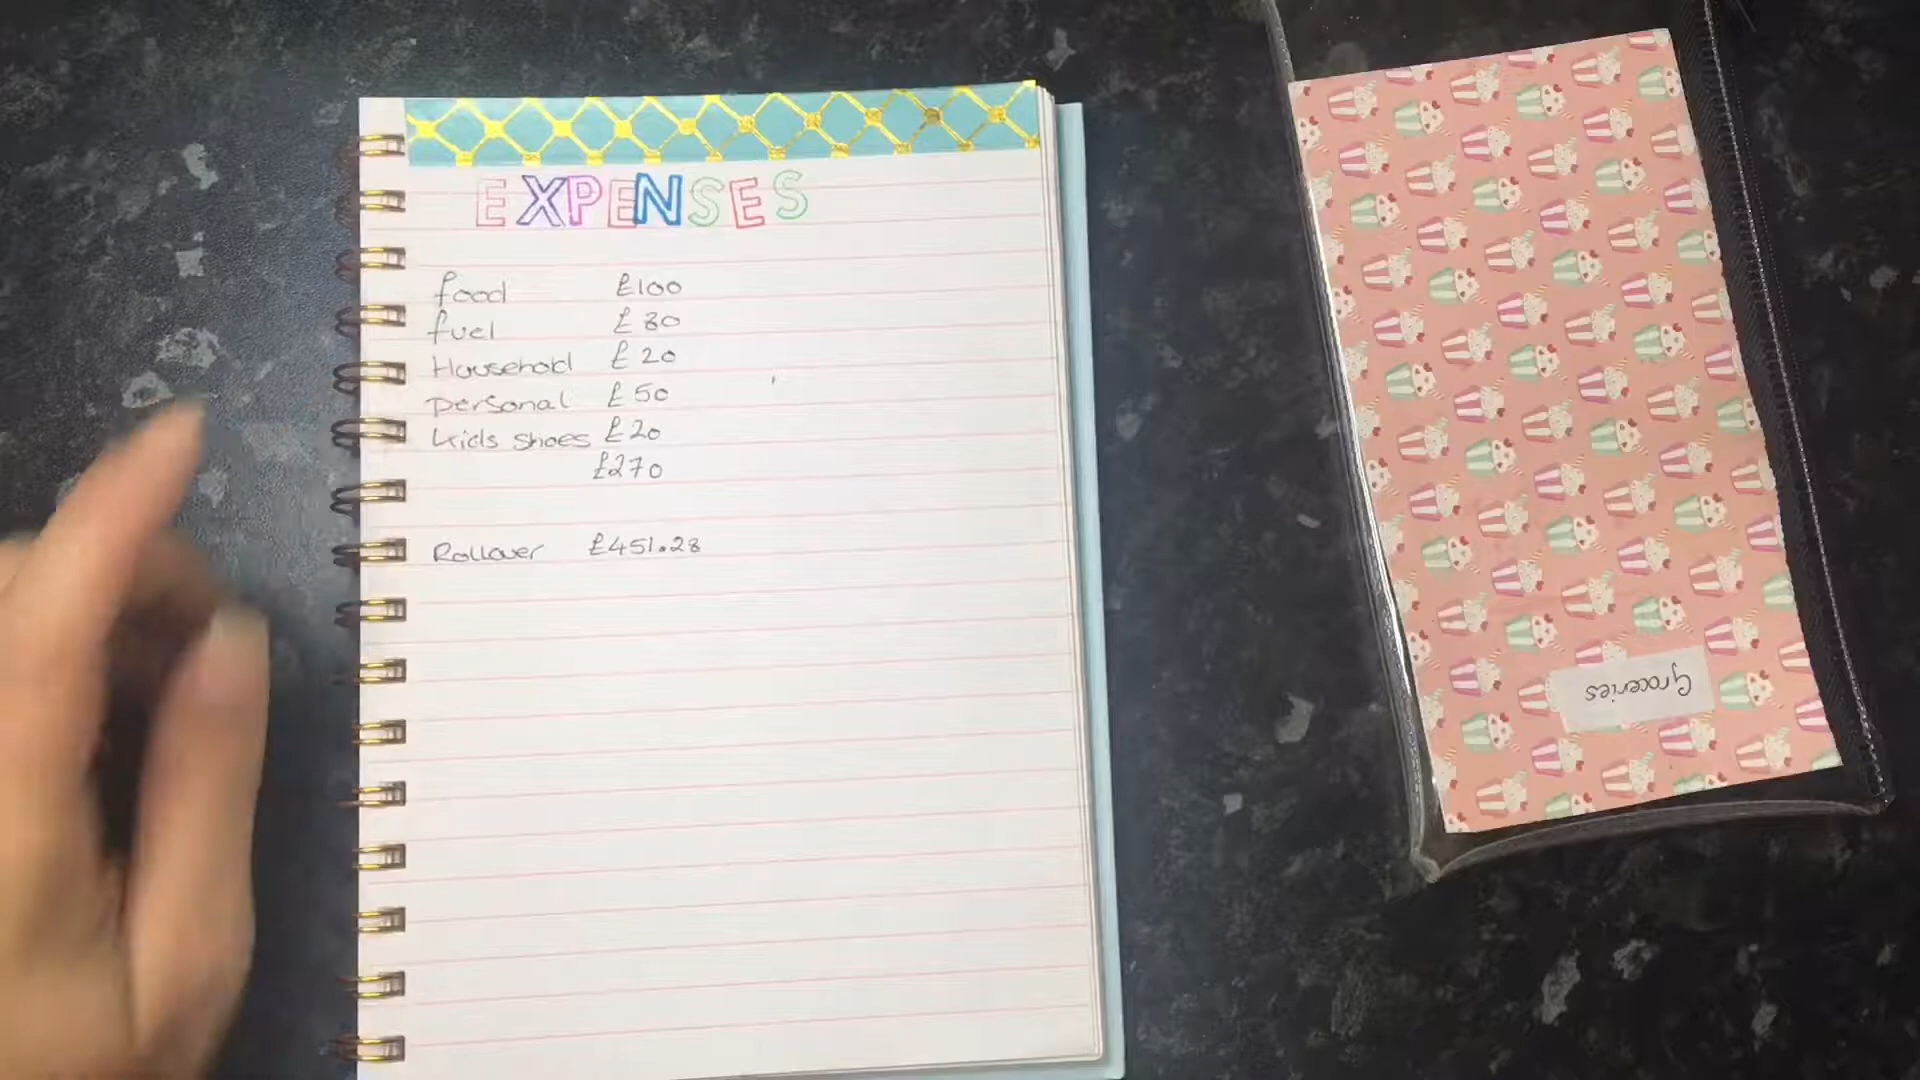 EXPENSES
food £100
fuel £80
Household £20
personal £50
kids shoes £20
£270
Rollover £451.28
Groceries